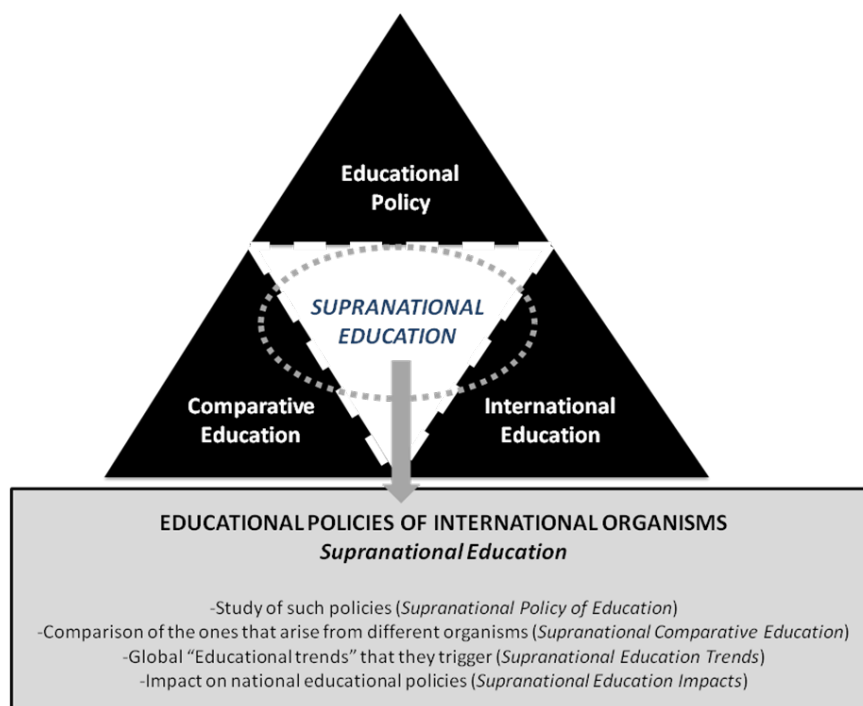 Educational
Policy
SUPRANATIONAL
EDUCATION
Comparative
Education
International
Education
EDUCATIONAL POLICIES OF INTERNATIONAL ORGANISMS
Supranational Education
-Study of such policies (Supranational Policy of Education)
-Comparison of the ones that arise from different organisms (Supranational Comparative Education)
-Global “Educational trends” that they trigger (Supranational Education Trends)
-Impact on national educational policies (Supranational Education Impacts)